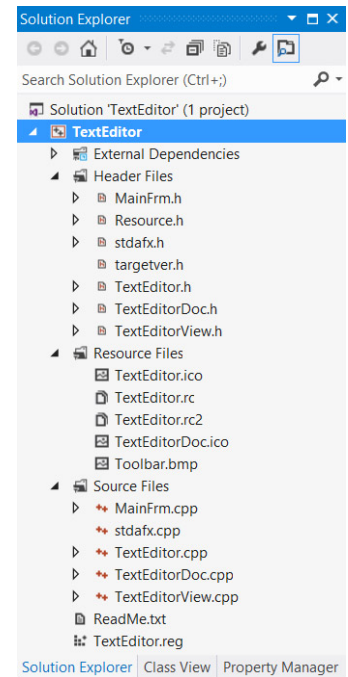 Solution Explorer
Search Solution Explorer (Ctrl+;)
Solution 'TextEditor' (1 project)
TextEditor
External Dependencies
Header Files
MainFrm.h
Resource.h
stdafx.h
targetver.h
TextEditor.h
TextEditorDoc.h
TextEditorView.h
Resource Files
TextEditor.ico
TextEditor.rc
TextEditor.rc2
TextEditorDoc.ico
Toolbar.bmp
Source Files
MainFrm.cpp
stdafx.cpp
TextEditor.cpp
TextEditorDoc.cpp
TextEditorView.cpp
ReadMe.txt
TextEditor.reg
Solution Explorer Class View Property Manager